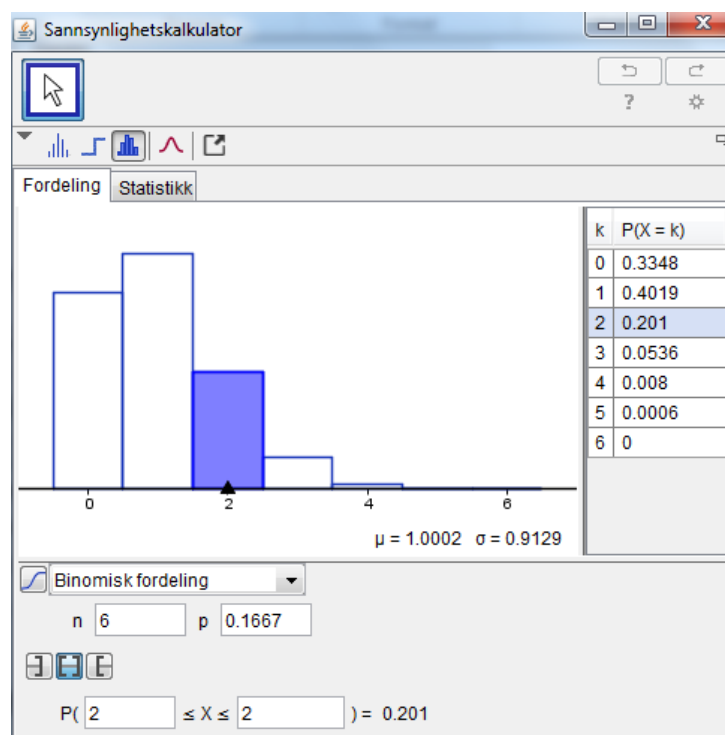 Sannsynlighetskalkulator
?
Fordeling Statistikk
k P(X = k)
0 0.3348
1 0.4019
2 0.201
3 0.0536
4 0.008
5 0.0006
6 0
0 2 4 6
μ = 1.0002 σ = 0.9129
Binomisk fordeling
n 6 p 0.1667
P( 2 ≤ X ≤ 2 ) = 0.201